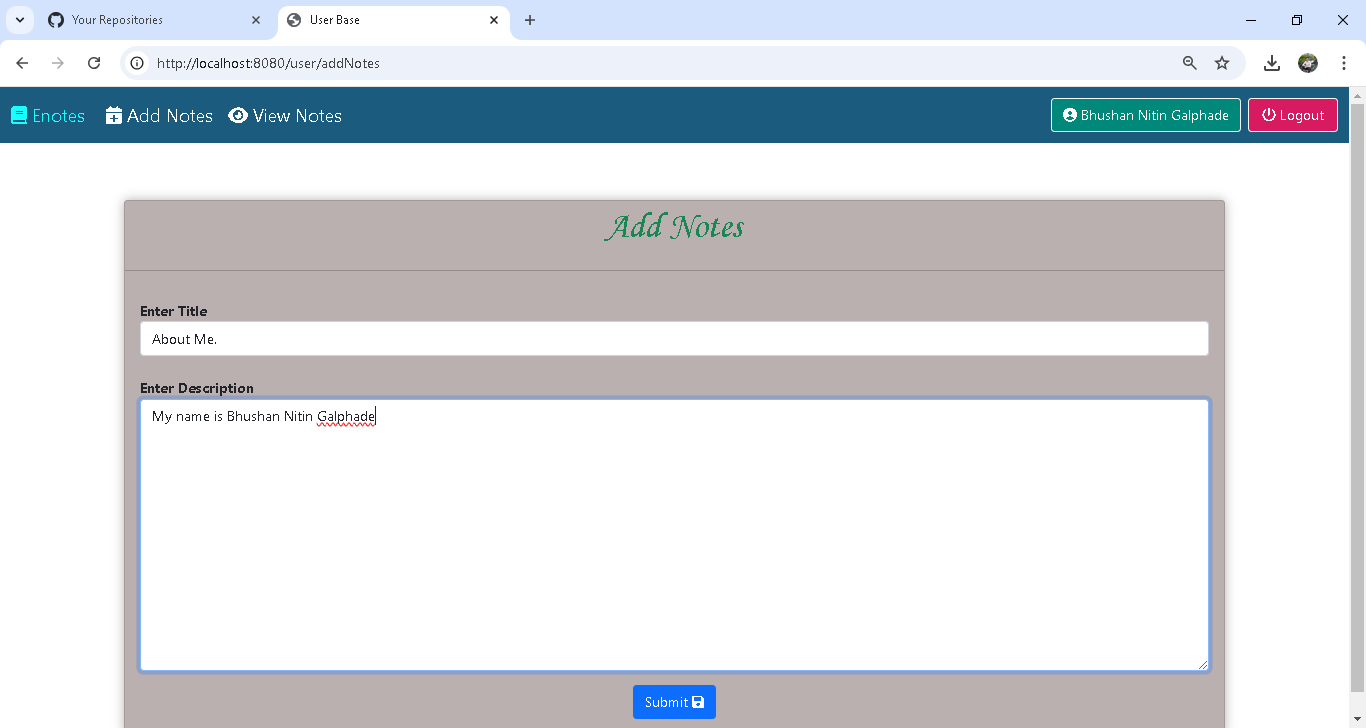 Your Repositories
User Base
http://localhost:8080/user/addNotes
Enotes Add Notes View Notes Bhushan Nitin Galphade Logout
Add Notes
Enter Title
About Me.
Enter Description
My name is Bhushan Nitin Galphade
Submit